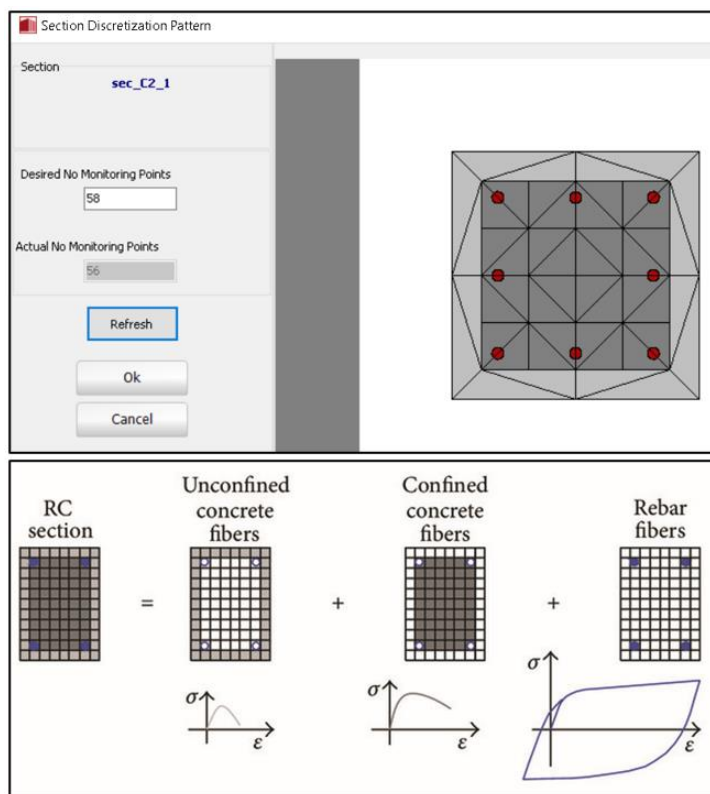 Section Discretization Pattern
Section
sec_C2_1
Desired No Monitoring Points
58
Actual No Monitoring Points
56
Refresh
Ok
Cancel
RC
section
=
Unconfined
concrete
fibers
+
Confined
concrete
fibers
+
Rebar
fibers
σ
ε
σ
ε
σ
ε